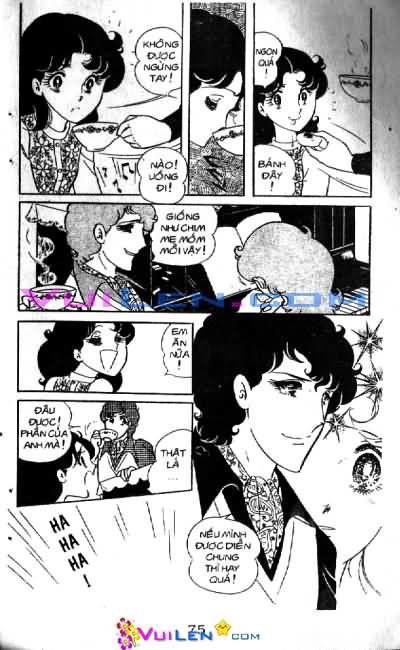 KHÔNG
ĐƯỢC
NGỪNG
TAY!
NÀO!
UỐNG
ĐI!
NGON
QUÁ!
BÁNH
ĐÂY!
GIỐNG
NHƯ CHIM
MẸ MỒM
MỒI VẬY!
VuiLen.com
EM
ĂN
NỮA!
ĐÂU
ĐƯỢC!
PHẦN CỦA
ANH MÀ!
THẬT
LÀ ...
HA
HA
HA
!
NẾU MÌNH
ĐƯỢC DIỄN
CHUNG
THÌ HAY
QUÁ!
75
VuiLen.com